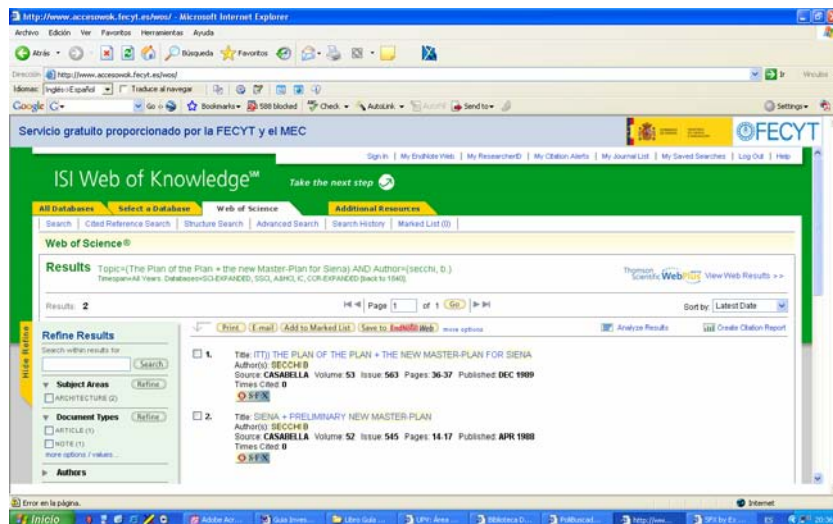 http://www.accesowok.fecyt.es/wos/ - Microsoft Internet Explorer
Archivo Edición Ver Favoritos Herramientas Ayuda
Atrás Búsqueda Favoritos
Dirección http://www.accesowok.fecyt.es/wos/ Ir Vínculos
Idiomas: Inglés->Español Traduce al navegar
Google Go Bookmarks 588 blocked Check AutoLink AutoFill Send to Settings
Servicio gratuito proporcionado por la FECYT y el MEC
FECYT
Sign In | My EndNote Web | My ResearcherID | My Citation Alerts | My Journal List | My Saved Searches | Log Out | Help
ISI Web of Knowledge℠ Take the next step
All Databases Select a Database Web of Science Additional Resources
Search | Cited Reference Search | Structure Search | Advanced Search | Search History | Marked List (0)
Web of Science®
Results Topic=(The Plan of the Plan + the new Master-Plan for Siena) AND Author=(secchi, b.)
Timespan=All Years. Databases=SCI-EXPANDED, SSCI, A&HCI, IC, CCR-EXPANDED [back to 1840].
Thomson Scientific WebPlus View Web Results >>
Results: 2 Page 1 of 1 Go Sort by: Latest Date
Hide Refine
Refine Results
Search within results for
Search
Subject Areas Refine
ARCHITECTURE (2)
Document Types Refine
ARTICLE (1)
NOTE (1)
more options / values...
Authors
Print E-mail Add to Marked List Save to EndNote Web more options
Analyze Results Create Citation Report
1. Title: ITT)) THE PLAN OF THE PLAN + THE NEW MASTER-PLAN FOR SIENA
Author(s): SECCHI B
Source: CASABELLA Volume: 53 Issue: 563 Pages: 36-37 Published: DEC 1989
Times Cited: 0
S·F·X
2. Title: SIENA + PRELIMINARY NEW MASTER-PLAN
Author(s): SECCHI B
Source: CASABELLA Volume: 52 Issue: 545 Pages: 14-17 Published: APR 1988
Times Cited: 0
S·F·X
Error en la página. Internet
Inicio Adobe Acr... Guia Inves... Libro Guia ... UPV: Área ... Biblioteca D... PoliBuscad... http://www... SFX by Ex... ES